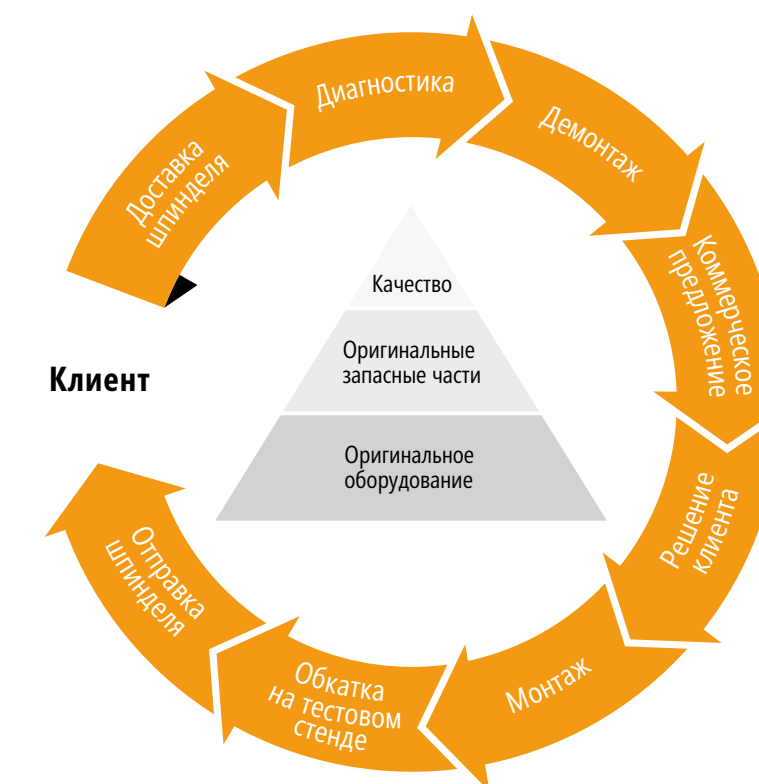 Клиент
Доставка
шпинделя
Диагностика
Демонтаж
Коммерческое
предложение
Решение
клиента
Монтаж
Обкатка
на тестовом
стенде
Отправка
шпинделя
Качество
Оригинальные
запасные части
Оригинальное
оборудование